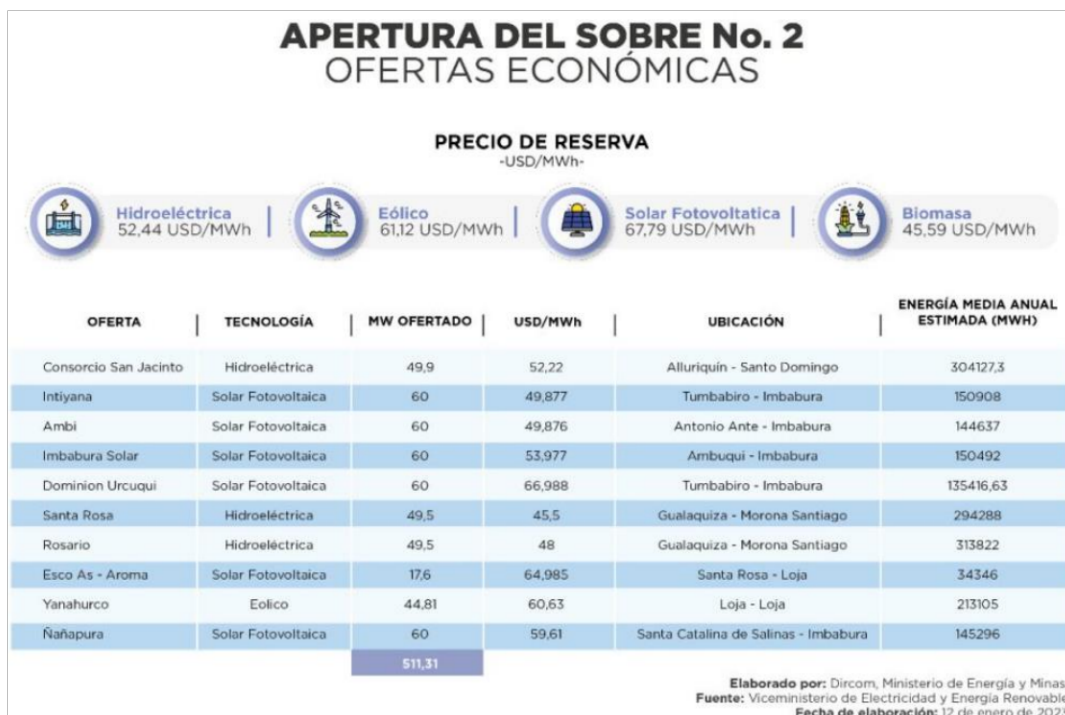 APERTURA DEL SOBRE No. 2
OFERTAS ECONÓMICAS
PRECIO DE RESERVA
-USD/MWh-
Hidroeléctrica
52,44 USD/MWh
Eólico
61,12 USD/MWh
Solar Fotovoltatica
67,79 USD/MWh
Biomasa
45,59 USD/MWh
OFERTA TECNOLOGÍA MW OFERTADO USD/MWh UBICACIÓN ENERGÍA MEDIA ANUAL
ESTIMADA (MWH)
Consorcio San Jacinto Hidroeléctrica 49,9 52,22 Alluriquín - Santo Domingo 304127,3
Intiyana Solar Fotovoltaica 60 49,877 Tumbabiro - Imbabura 150908
Ambi Solar Fotovoltaica 60 49,876 Antonio Ante - Imbabura 144637
Imbabura Solar Solar Fotovoltaica 60 53,977 Ambuqui - Imbabura 150492
Dominion Urcuqui Solar Fotovoltaica 60 66,988 Tumbabiro - Imbabura 135416,63
Santa Rosa Hidroeléctrica 49,5 45,5 Gualaquiza - Morona Santiago 294288
Rosario Hidroeléctrica 49,5 48 Gualaquiza - Morona Santiago 313822
Esco As - Aroma Solar Fotovoltaica 17,6 64,985 Santa Rosa - Loja 34346
Yanahurco Eolico 44,81 60,63 Loja - Loja 213105
Ñañapura Solar Fotovoltaica 60 59,61 Santa Catalina de Salinas - Imbabura 145296
511,31
Elaborado por: Dircom, Ministerio de Energía y Minas
Fuente: Viceministerio de Electricidad y Energía Renovable
Fecha de elaboración: 12 de enero de 2023